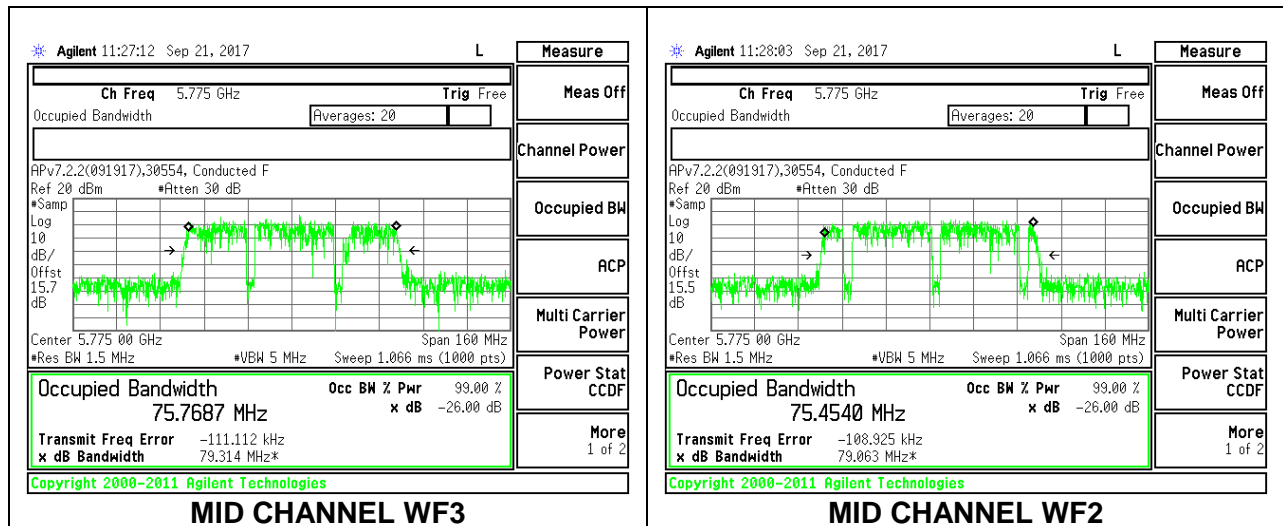 Agilent 11:27:12 Sep 21, 2017 L
Measure
Ch Freq 5.775 GHz Trig Free
Occupied Bandwidth Averages: 20
APv7.2.2(091917),30554, Conducted F
Ref 20 dBm #Atten 30 dB
#Samp
Log
10
dB/
Offst
15.7
dB
Center 5.775 00 GHz Span 160 MHz
#Res BW 1.5 MHz #VBW 5 MHz Sweep 1.066 ms (1000 pts)
Occupied Bandwidth Occ BW % Pwr 99.00 %
75.7687 MHz x dB -26.00 dB
Transmit Freq Error -111.112 kHz
x dB Bandwidth 79.314 MHz*
Copyright 2000-2011 Agilent Technologies
Meas Off
Channel Power
Occupied BW
ACP
Multi Carrier
Power
Power Stat
CCDF
More
1 of 2
MID CHANNEL WF3
Agilent 11:28:03 Sep 21, 2017 L
Measure
Ch Freq 5.775 GHz Trig Free
Occupied Bandwidth Averages: 20
APv7.2.2(091917),30554, Conducted F
Ref 20 dBm #Atten 30 dB
#Samp
Log
10
dB/
Offst
15.5
dB
Center 5.775 00 GHz Span 160 MHz
#Res BW 1.5 MHz #VBW 5 MHz Sweep 1.066 ms (1000 pts)
Occupied Bandwidth Occ BW % Pwr 99.00 %
75.4540 MHz x dB -26.00 dB
Transmit Freq Error -108.925 kHz
x dB Bandwidth 79.063 MHz*
Copyright 2000-2011 Agilent Technologies
Meas Off
Channel Power
Occupied BW
ACP
Multi Carrier
Power
Power Stat
CCDF
More
1 of 2
MID CHANNEL WF2